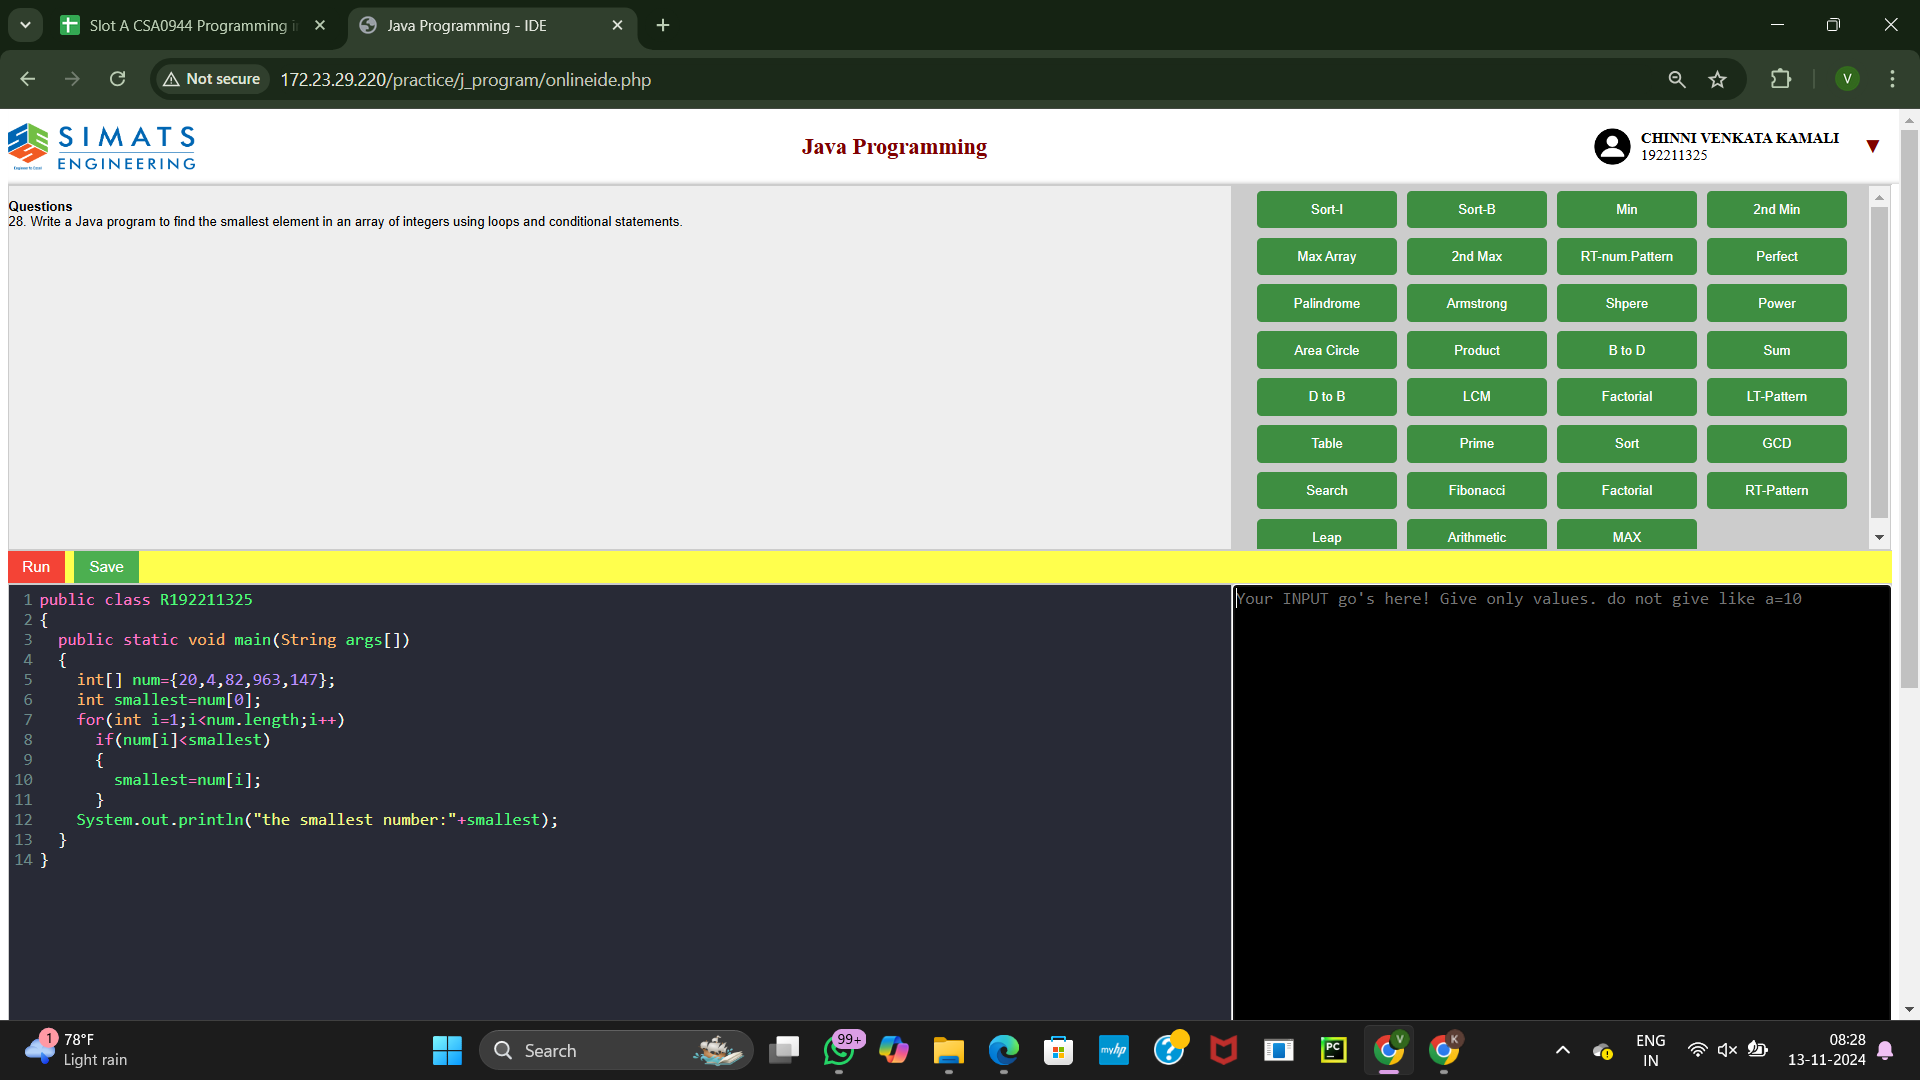 Slot A CSA0944 Programming i
Java Programming - IDE
Not secure
172.23.29.220/practice/j_program/onlineide.php
V
SIMATS
ENGINEERING
Java Programming
CHINNI VENKATA KAMALI
192211325
Questions
28. Write a Java program to find the smallest element in an array of integers using loops and conditional statements.
Sort-I
Sort-B
Min
2nd Min
Max Array
2nd Max
RT-num.Pattern
Perfect
Palindrome
Armstrong
Shpere
Power
Area Circle
Product
B to D
Sum
D to B
LCM
Factorial
LT-Pattern
Table
Prime
Sort
GCD
Search
Fibonacci
Factorial
RT-Pattern
Leap
Arithmetic
MAX
Run
Save
1 public class R192211325
2 {
3 public static void main(String args[])
4 {
5 int[] num={20,4,82,963,147};
6 int smallest=num[0];
7 for(int i=1;i<num.length;i++)
8 if(num[i]<smallest)
9 {
10 smallest=num[i];
11 }
12 System.out.println("the smallest number:"+smallest);
13 }
14 }
Your INPUT go's here! Give only values. do not give like a=10
1
78°F
Light rain
Search
99+
myhp
PC
V
K
ENG
IN
08:28
13-11-2024